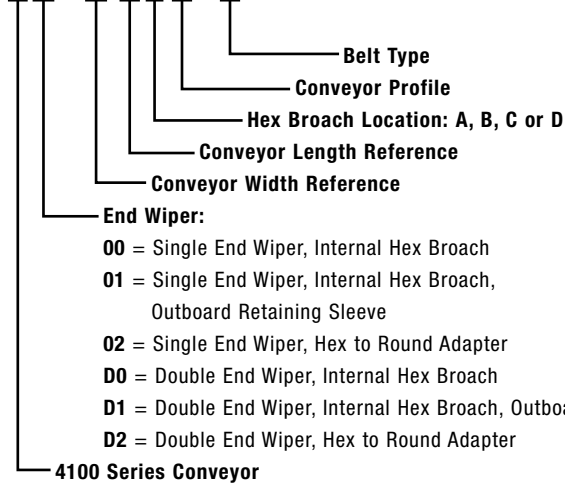 Belt Type
Conveyor Profile
Hex Broach Location: A, B, C or D
Conveyor Length Reference
Conveyor Width Reference
End Wiper:
00 = Single End Wiper, Internal Hex Broach
01 = Single End Wiper, Internal Hex Broach,
Outboard Retaining Sleeve
02 = Single End Wiper, Hex to Round Adapter
D0 = Double End Wiper, Internal Hex Broach
D1 = Double End Wiper, Internal Hex Broach,
D2 = Double End Wiper, Hex to Round Adapter
4100 Series Conveyor